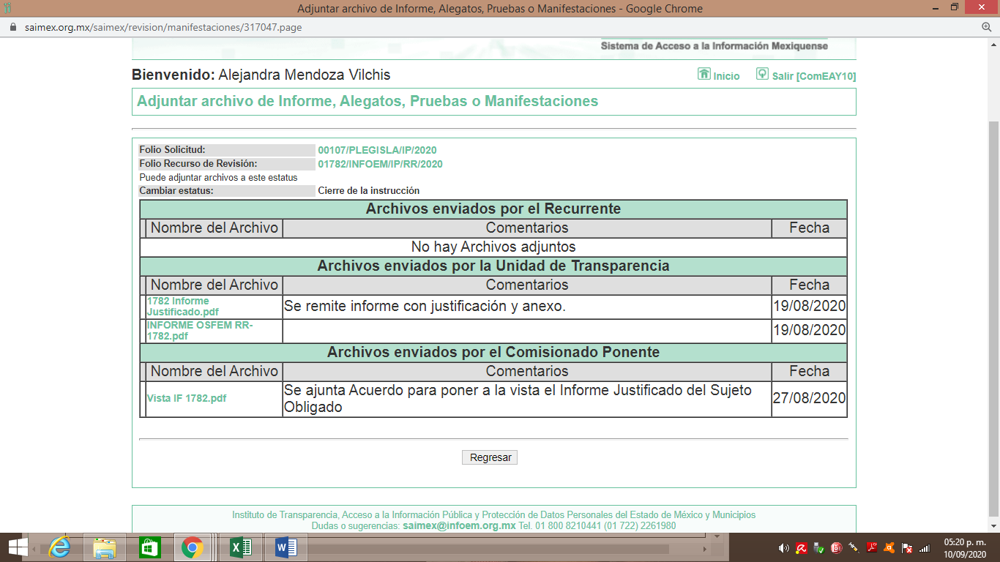 Adjuntar archivo de Informe, Alegatos, Pruebas o Manifestaciones - Google Chrome
saimex.org.mx/saimex/revision/manifestaciones/317047.page
Sistema de Acceso a la Información Mexiquense
Bienvenido: Alejandra Mendoza Vilchis
Inicio Salir [ComEAY10]
Adjuntar archivo de Informe, Alegatos, Pruebas o Manifestaciones
Folio Solicitud: 00107/PLEGISLA/IP/2020
Folio Recurso de Revisión: 01782/INFOEM/IP/RR/2020
Puede adjuntar archivos a este estatus
Cambiar estatus: Cierre de la instrucción
Archivos enviados por el Recurrente
Nombre del Archivo Comentarios Fecha
No hay Archivos adjuntos
Archivos enviados por la Unidad de Transparencia
Nombre del Archivo Comentarios Fecha
1782 Informe
Justificado.pdf
Se remite informe con justificación y anexo. 19/08/2020
INFORME OSFEM RR-
1782.pdf
19/08/2020
Archivos enviados por el Comisionado Ponente
Nombre del Archivo Comentarios Fecha
Vista IF 1782.pdf
Se ajunta Acuerdo para poner a la vista el Informe Justificado del Sujeto
Obligado
27/08/2020
Regresar
Instituto de Transparencia, Acceso a la Información Pública y Protección de Datos Personales del Estado de México y Municipios
Dudas o sugerencias: saimex@infoem.org.mx Tel. 01 800 8210441 (01 722) 2261980
05:20 p. m.
10/09/2020